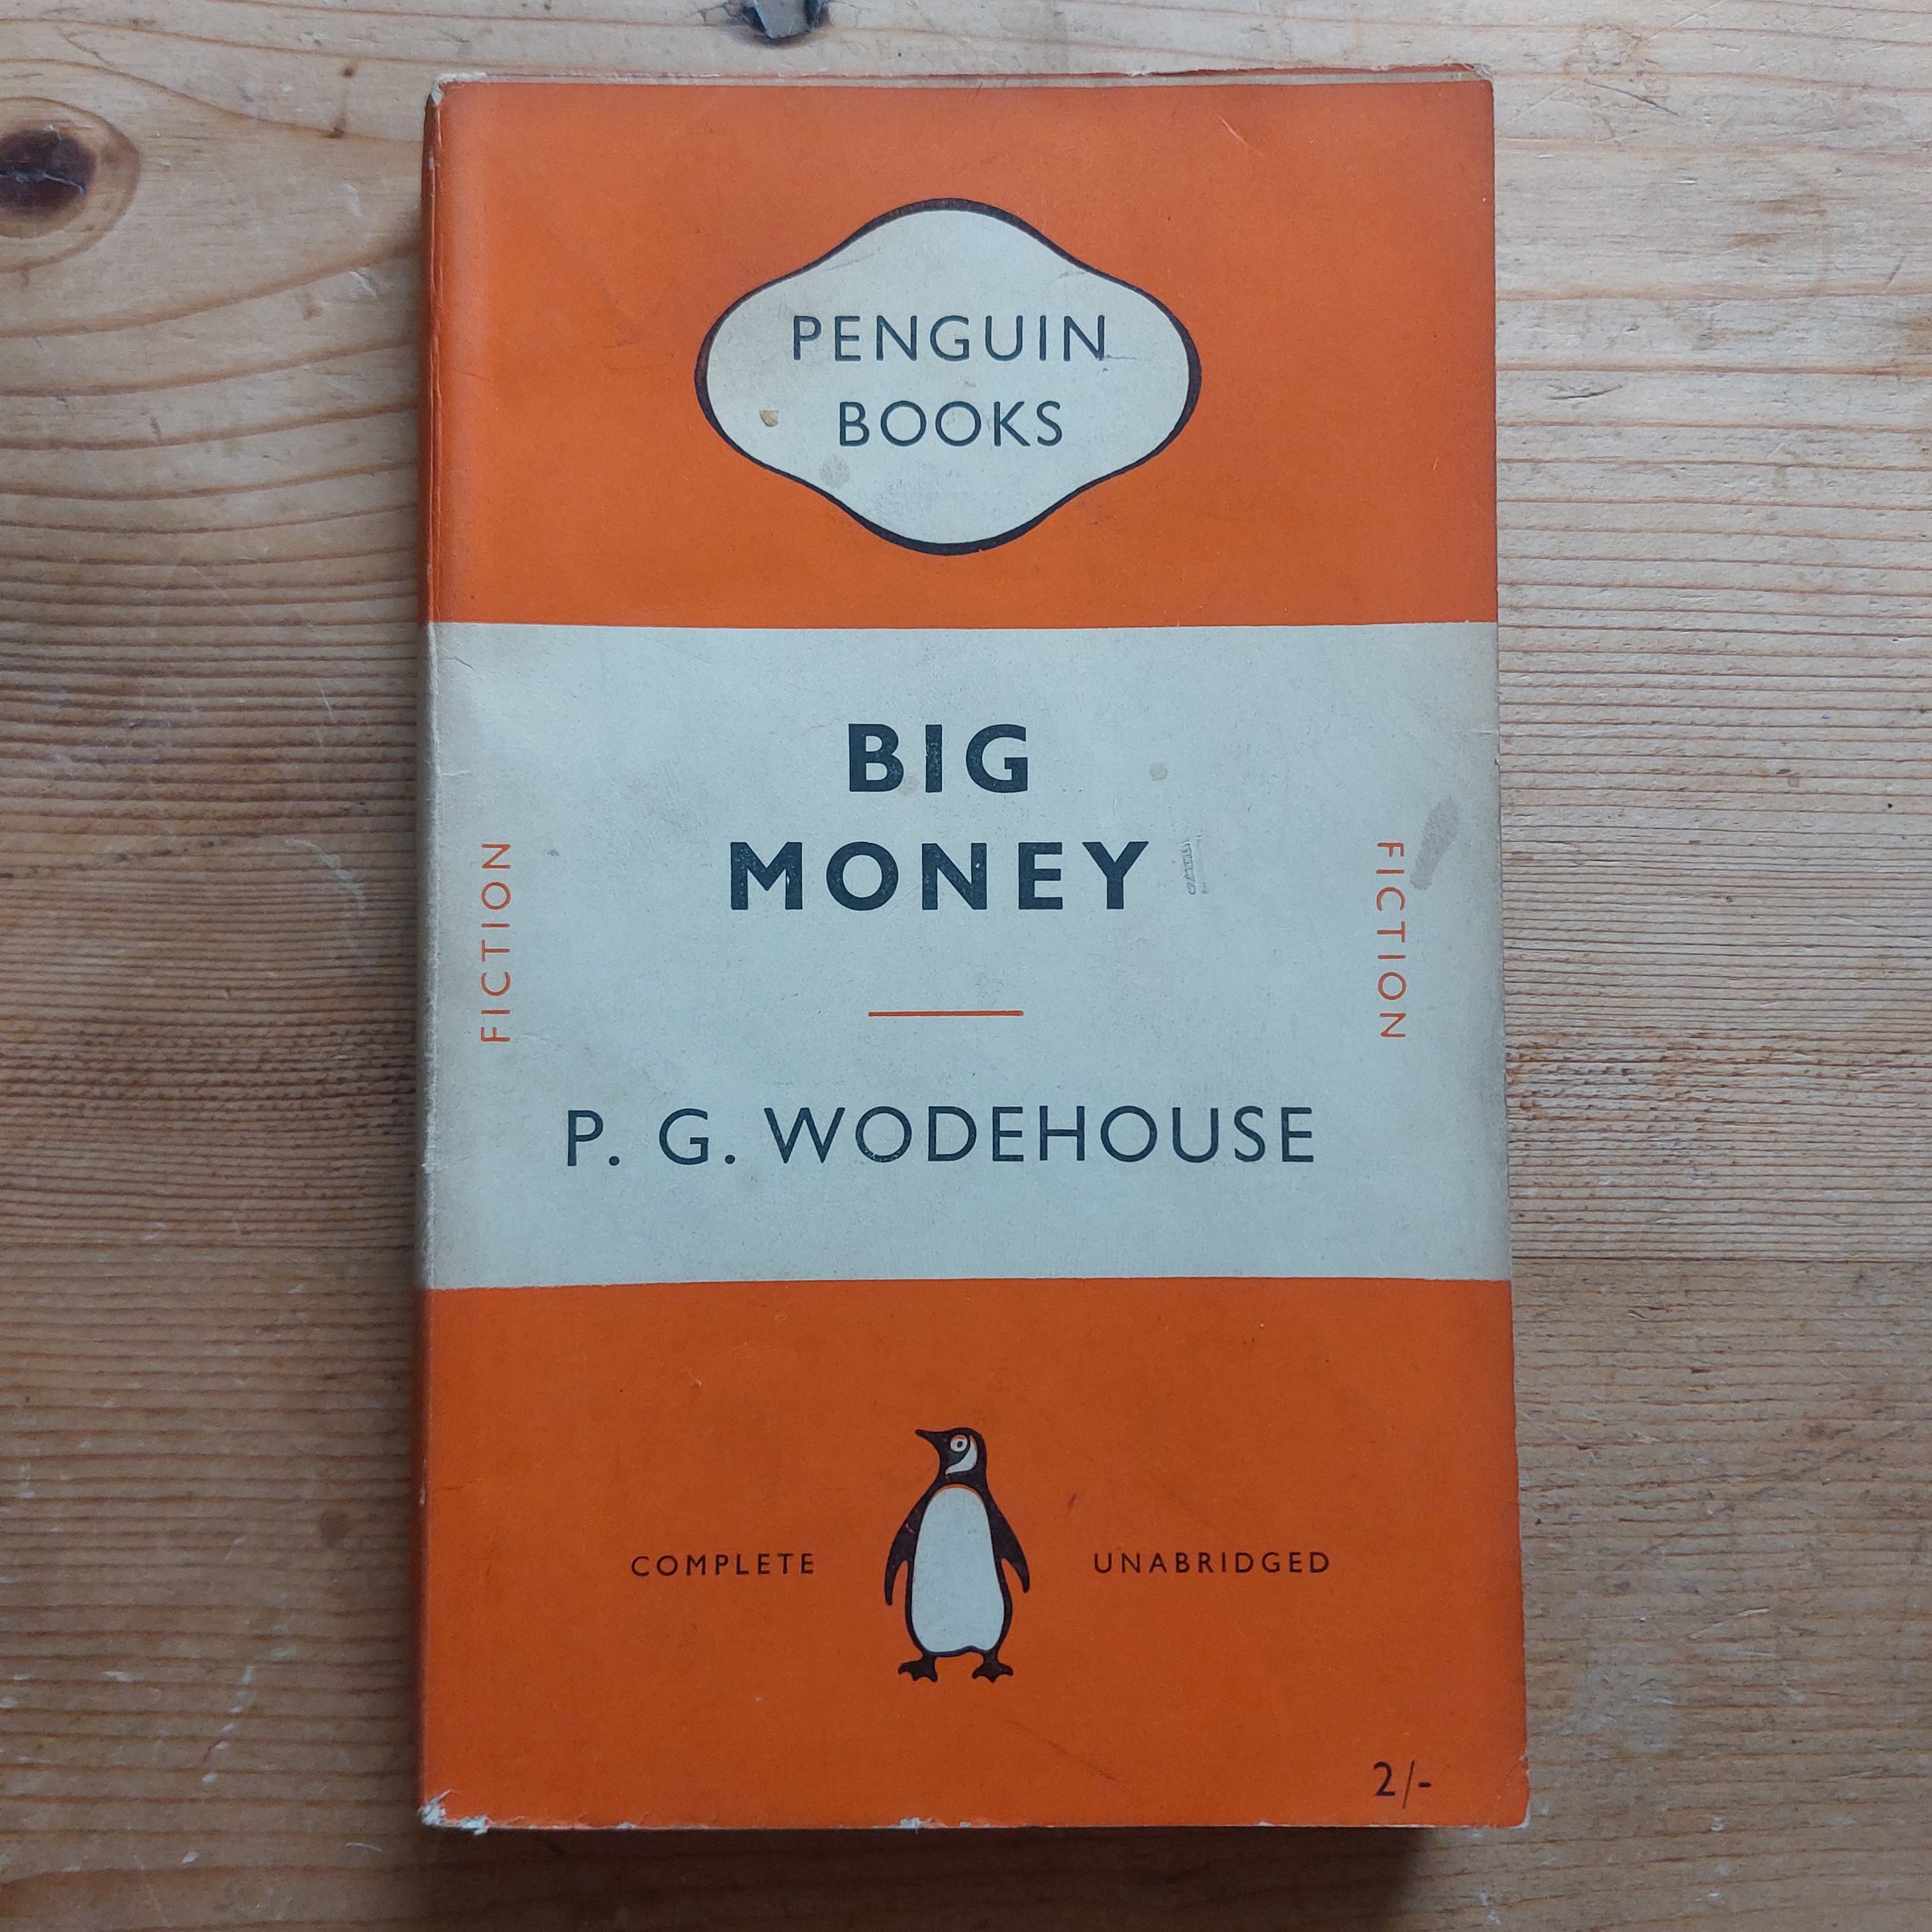 PENGUIN
BOOKS
BIG
MONEY
FICTION
FICTION
P. G. WODEHOUSE
COMPLETE
UNABRIDGED
2/-